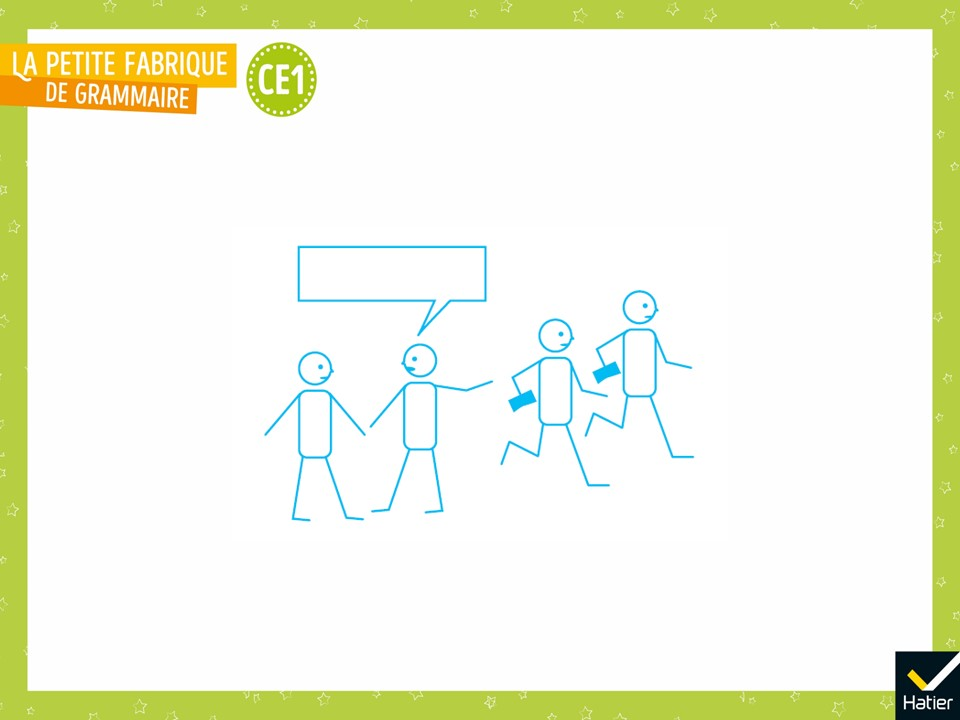 LA PETITE FABRIQUE
DE GRAMMAIRE
CE1
Hatier